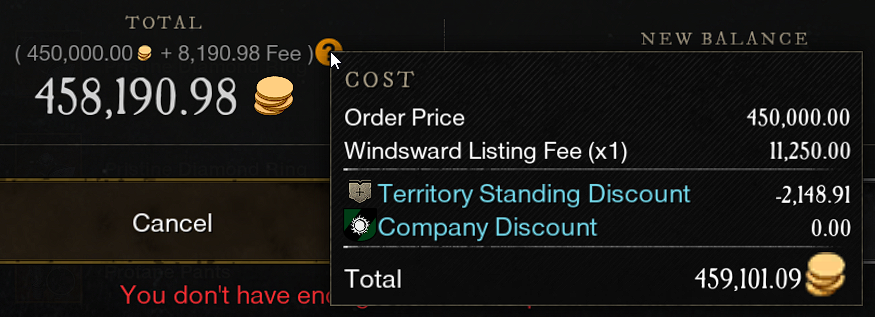 TOTAL
( 450,000.00 + 8,190.98 Fee ) ?
458,190.98
NEW BALANCE
COST
Order Price 450,000.00
Windsward Listing Fee (x1) 11,250.00
Territory Standing Discount -2,148.91
Company Discount 0.00
Total 459,101.09
Cancel
Pants
You don't have